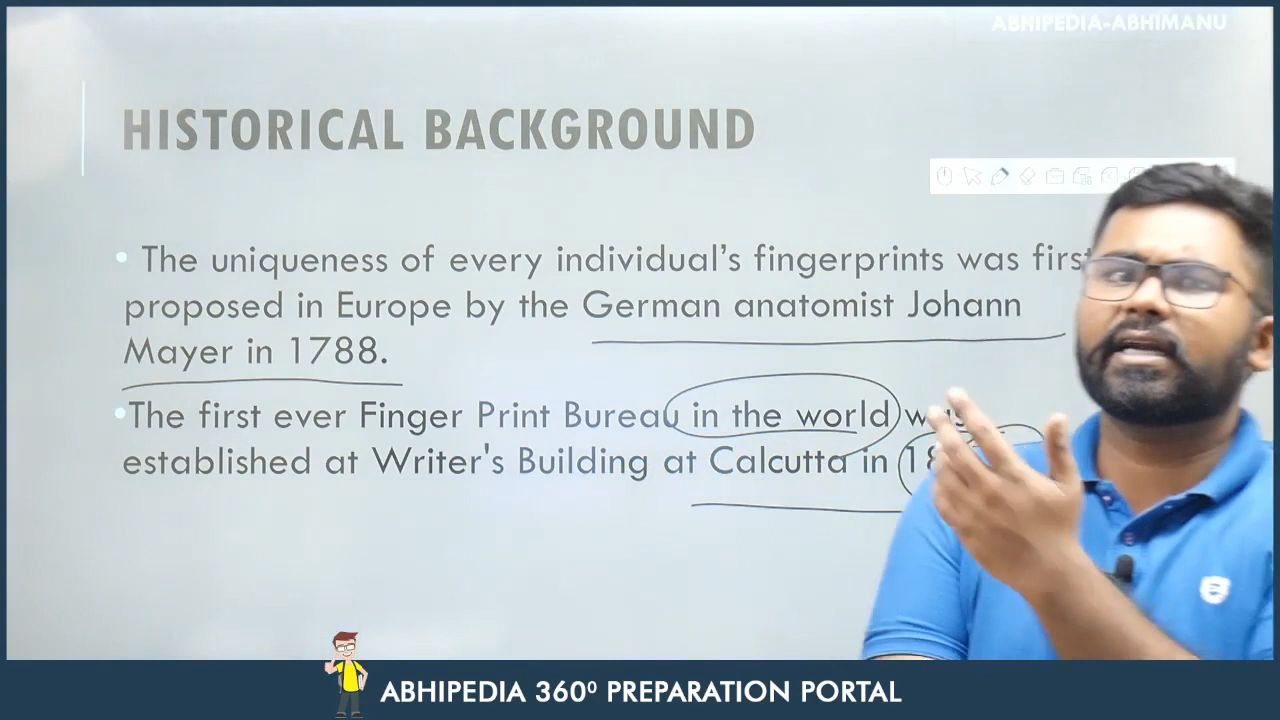 ABHIPEDIA-ABHIMANU
HISTORICAL BACKGROUND
• The uniqueness of every individual's fingerprints was first
proposed in Europe by the German anatomist Johann
Mayer in 1788.
•The first ever Finger Print Bureau in the world was
established at Writer's Building at Calcutta in
ABHIPEDIA 360⁰ PREPARATION PORTAL